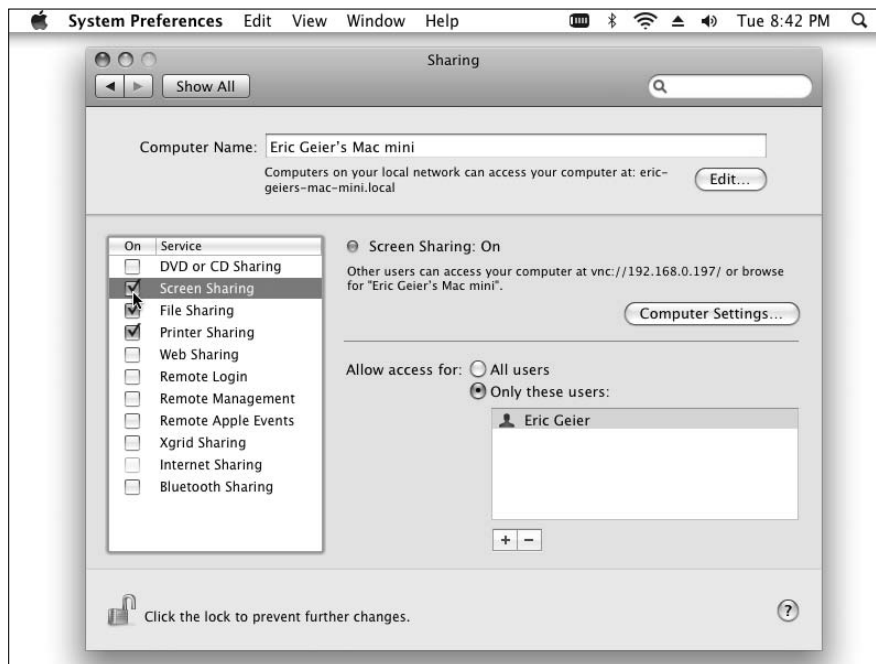 System Preferences Edit View Window Help Tue 8:42 PM
Sharing
Show All
Computer Name: Eric Geier's Mac mini
Computers on your local network can access your computer at: eric-
geiers-mac-mini.local
Edit...
On Service
DVD or CD Sharing
Screen Sharing
File Sharing
Printer Sharing
Web Sharing
Remote Login
Remote Management
Remote Apple Events
Xgrid Sharing
Internet Sharing
Bluetooth Sharing
Screen Sharing: On
Other users can access your computer at vnc://192.168.0.197/ or browse
for "Eric Geier's Mac mini".
Computer Settings...
Allow access for: All users
Only these users:
Eric Geier
+ −
Click the lock to prevent further changes.
?